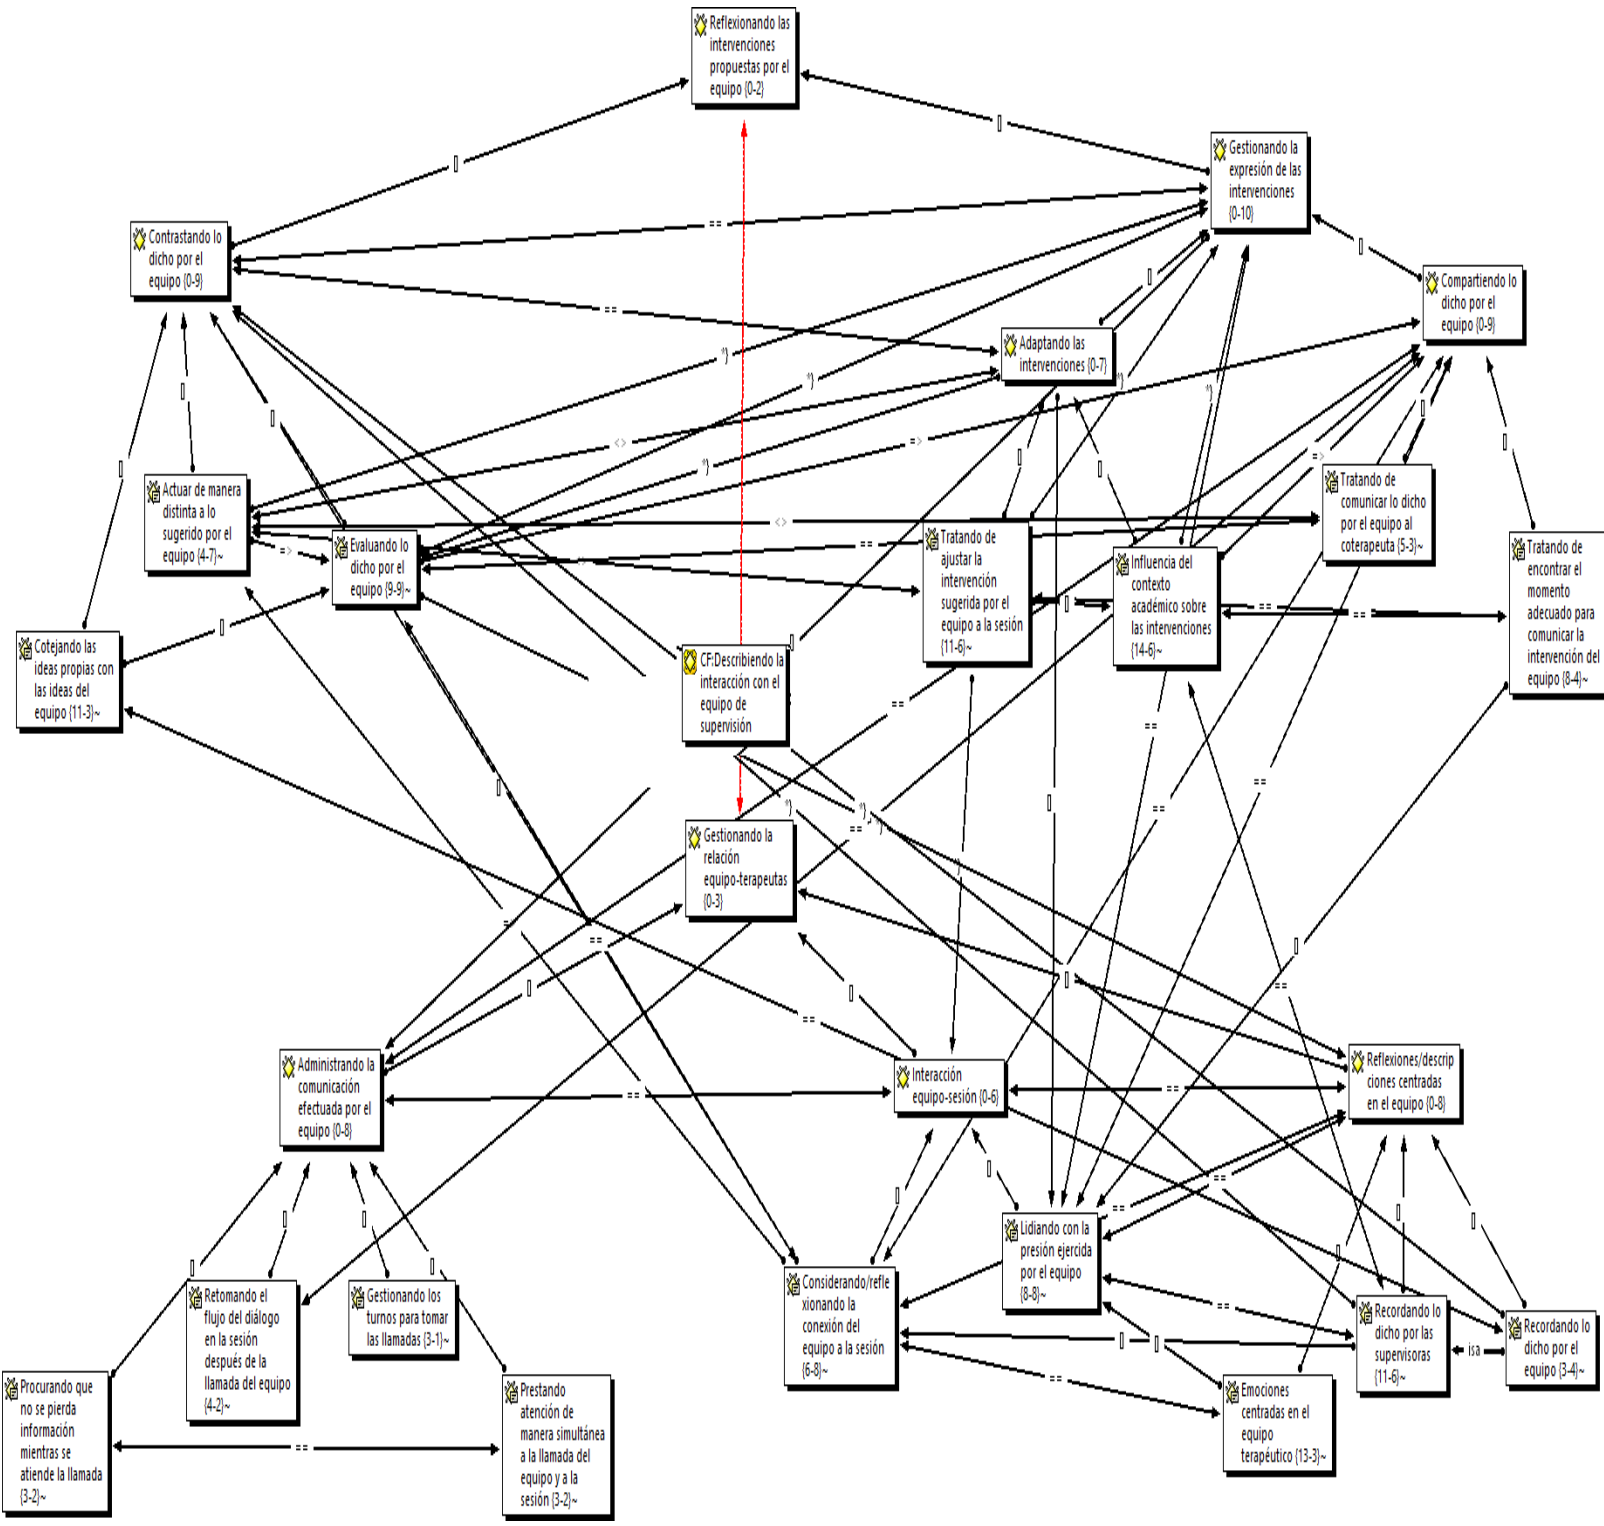 Reflexionando las
intervenciones
propuestas por el
equipo {0-2}
Gestionando la
expresión de las
intervenciones
{0-10}
Contrastando lo
dicho por el
equipo {0-9}
Compartiendo lo
dicho por el
equipo {0-9}
Adaptando las
intervenciones {0-7}
Actuar de manera
distinta a lo
sugerido por el
equipo {4-7}~
Evaluando lo
dicho por el
equipo {9-9}~
Tratando de
ajustar la
intervención
sugerida por el
equipo a la sesión
{11-6}~
Influencia del
contexto
académico sobre
las intervenciones
{14-6}~
Tratando de
comunicar lo dicho
por el equipo al
coterapeuta {5-3}~
Tratando de
encontrar el
momento
adecuado para
comunicar la
intervención del
equipo {8-4}~
Cotejando las
ideas propias con
las ideas del
equipo {11-3}~
CF:Describiendo la
interacción con el
equipo de
supervisión
Gestionando la
relación
equipo-terapeutas
{0-3}
Administrando la
comunicación
efectuada por el
equipo {0-8}
Interacción
equipo-sesión {0-6}
Reflexiones/descrip
ciones centradas
en el equipo {0-8}
Lidiando con la
presión ejercida
por el equipo
{8-8}~
Considerando/refle
xionando la
conexión del
equipo a la sesión
{6-8}~
Recordando lo
dicho por las
supervisoras
{11-6}~
isa
Recordando lo
dicho por el
equipo {3-4}~
Retomando el
flujo del diálogo
en la sesión
después de la
llamada del equipo
{4-2}~
Gestionando los
turnos para tomar
las llamadas {3-1}~
Procurando que
no se pierda
información
mientras se
atiende la llamada
{3-2}~
==
Prestando
atención de
manera simultánea
a la llamada del
equipo y a la
sesión {3-2}~
Emociones
centradas en el
equipo
terapéutico {13-3}~